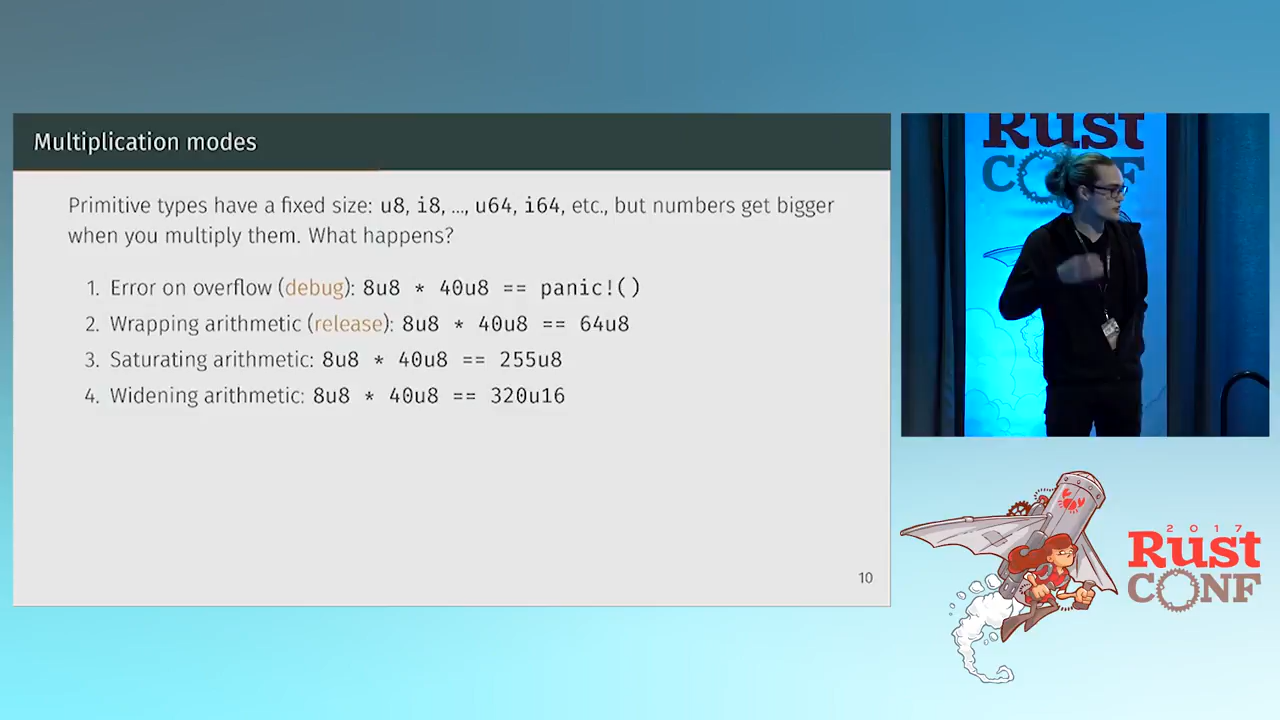 Multiplication modes
Primitive types have a fixed size: u8, i8, …, u64, i64, etc., but numbers get bigger
when you multiply them. What happens?
1. Error on overflow (debug): 8u8 * 40u8 == panic!()
2. Wrapping arithmetic (release): 8u8 * 40u8 == 64u8
3. Saturating arithmetic: 8u8 * 40u8 == 255u8
4. Widening arithmetic: 8u8 * 40u8 == 320u16
10
Rust
CONF
2017
Rust
CONF